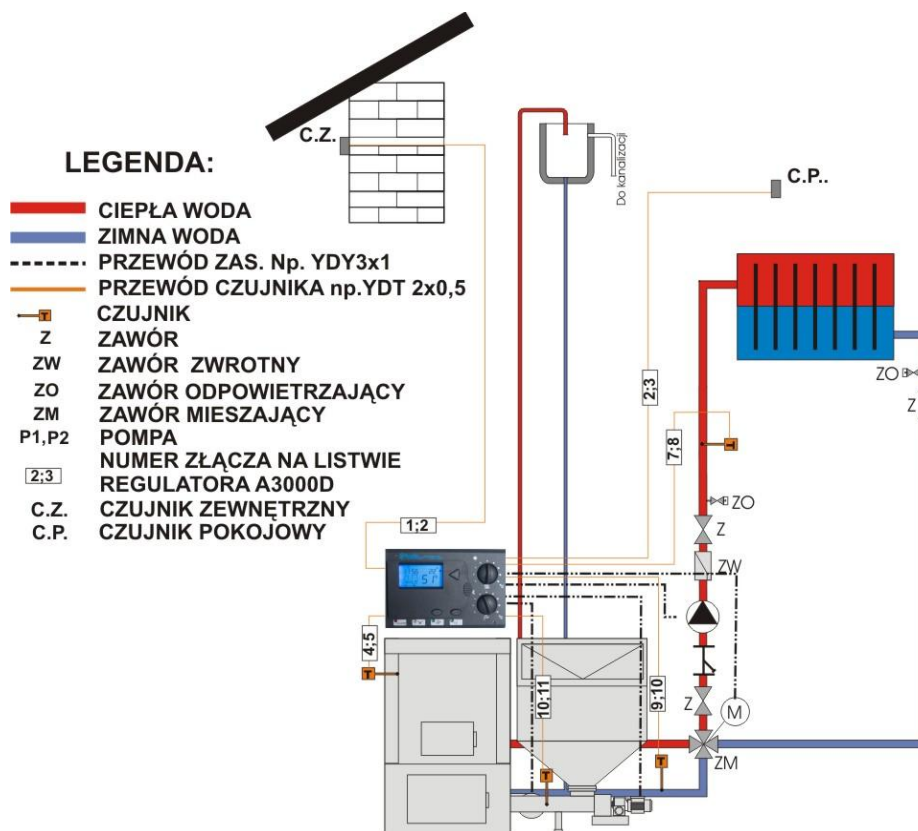 C.Z.
LEGENDA:
CIEPŁA WODA
ZIMNA WODA
PRZEWÓD ZAS. Np. YDY3x1
PRZEWÓD CZUJNIKA np.YDT 2x0,5
T CZUJNIK
Z ZAWÓR
ZW ZAWÓR ZWROTNY
ZO ZAWÓR ODPOWIETRZAJĄCY
ZM ZAWÓR MIESZAJĄCY
P1,P2 POMPA
2;3 NUMER ZŁĄCZA NA LISTWIE
REGULATORA A3000D
C.Z. CZUJNIK ZEWNĘTRZNY
C.P. CZUJNIK POKOJOWY
Do kanalizacji
C.P..
ZO
Z
2;3
7;8
T
ZO
Z
1;2
ZW
4;5
T
10;11
9;10
Z
M
ZM
T
T